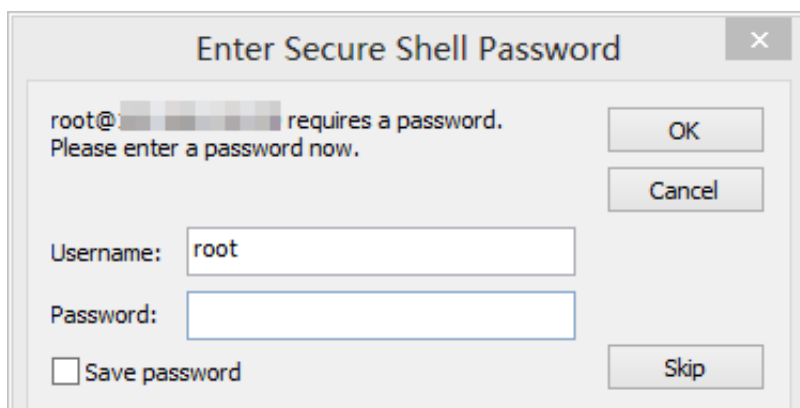 Enter Secure Shell Password
root@ requires a password.
Please enter a password now.
OK
Cancel
Username: root
Password:
Save password
Skip